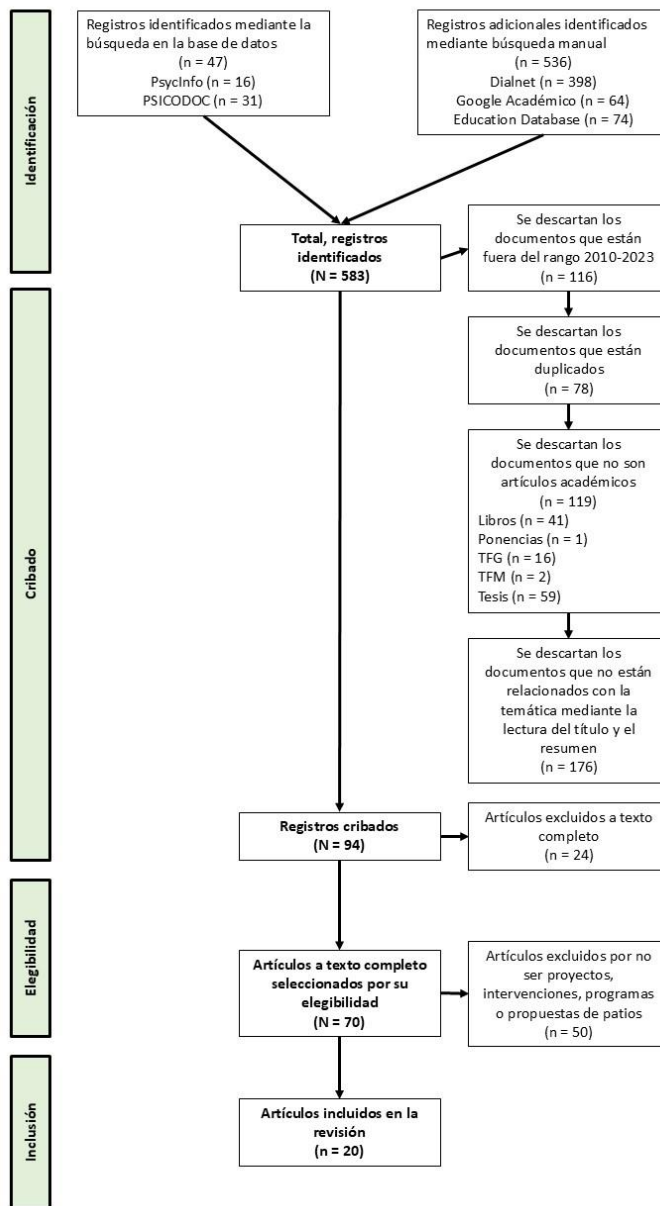 Identificación
Registros identificados mediante la
búsqueda en la base de datos
(n = 47)
PsycInfo (n = 16)
PSICODOC (n = 31)
Registros adicionales identificados
mediante búsqueda manual
(n = 536)
Dialnet (n = 398)
Google Académico (n = 64)
Education Database (n = 74)
Total, registros
identificados
(N = 583)
Se descartan los
documentos que están
fuera del rango 2010-2023
(n = 116)
Cribado
Se descartan los
documentos que están
duplicados
(n = 78)
Se descartan los
documentos que no son
artículos académicos
(n = 119)
Libros (n = 41)
Ponencias (n = 1)
TFG (n = 16)
TFM (n = 2)
Tesis (n = 59)
Se descartan los
documentos que no están
relacionados con la
temática mediante la
lectura del título y el
resumen
(n = 176)
Registros cribados
(N = 94)
Artículos excluidos a texto
completo
(n = 24)
Elegibilidad
Artículos a texto completo
seleccionados por su
elegibilidad
(N = 70)
Artículos excluidos por no
ser proyectos,
intervenciones, programas
o propuestas de patios
(n = 50)
Inclusión
Artículos incluidos en la
revisión
(n = 20)